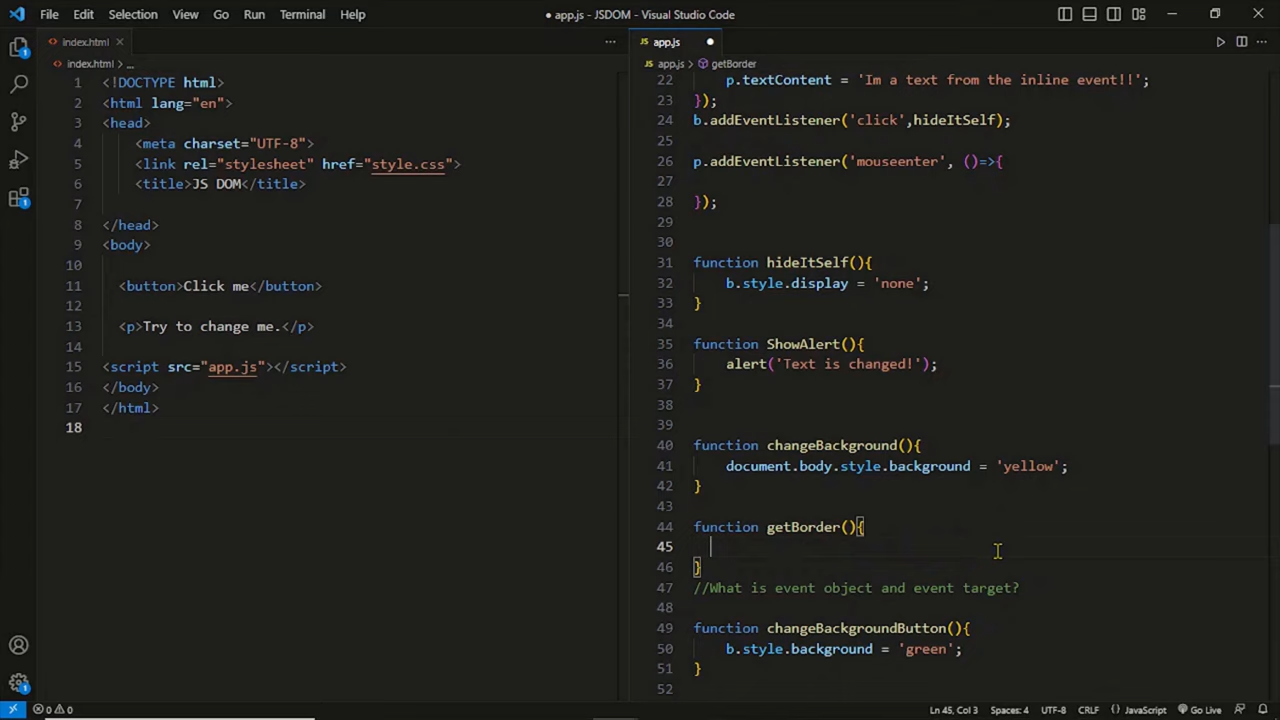 File Edit Selection View Go Run Terminal Help
● app.js - JSDOM - Visual Studio Code
index.html
index.html > ...
1 <!DOCTYPE html>
2 <html lang="en">
3 <head>
4 <meta charset="UTF-8">
5 <link rel="stylesheet" href="style.css">
6 <title>JS DOM</title>
7
8 </head>
9 <body>
10
11 <button>Click me</button>
12
13 <p>Try to change me.</p>
14
15 <script src="app.js"></script>
16 </body>
17 </html>
18
JS app.js
JS app.js > getBorder
22 p.textContent = 'Im a text from the inline event!!';
23 });
24 b.addEventListener('click',hideItSelf);
25
26 p.addEventListener('mouseenter', ()=>{
27
28 });
29
30
31 function hideItSelf(){
32 b.style.display = 'none';
33 }
34
35 function ShowAlert(){
36 alert('Text is changed!');
37 }
38
39
40 function changeBackground(){
41 document.body.style.background = 'yellow';
42 }
43
44 function getBorder(){
45
46 }
47 //What is event object and event target?
48
49 function changeBackgroundButton(){
50 b.style.background = 'green';
51 }
52
1
1
1
0 0
Ln 45, Col 3 Spaces: 4 UTF-8 CRLF {} JavaScript Go Live